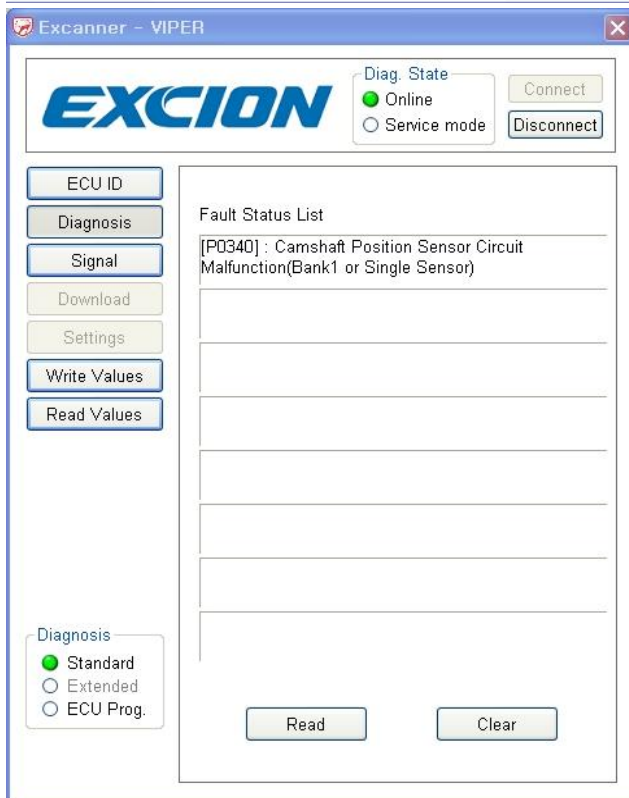 Excanner - VIPER
EXCION
Diag. State
Online
Service mode
Connect
Disconnect
ECU ID
Diagnosis
Signal
Download
Settings
Write Values
Read Values
Fault Status List
[P0340] : Camshaft Position Sensor Circuit
Malfunction(Bank1 or Single Sensor)
Diagnosis
Standard
Extended
ECU Prog.
Read
Clear